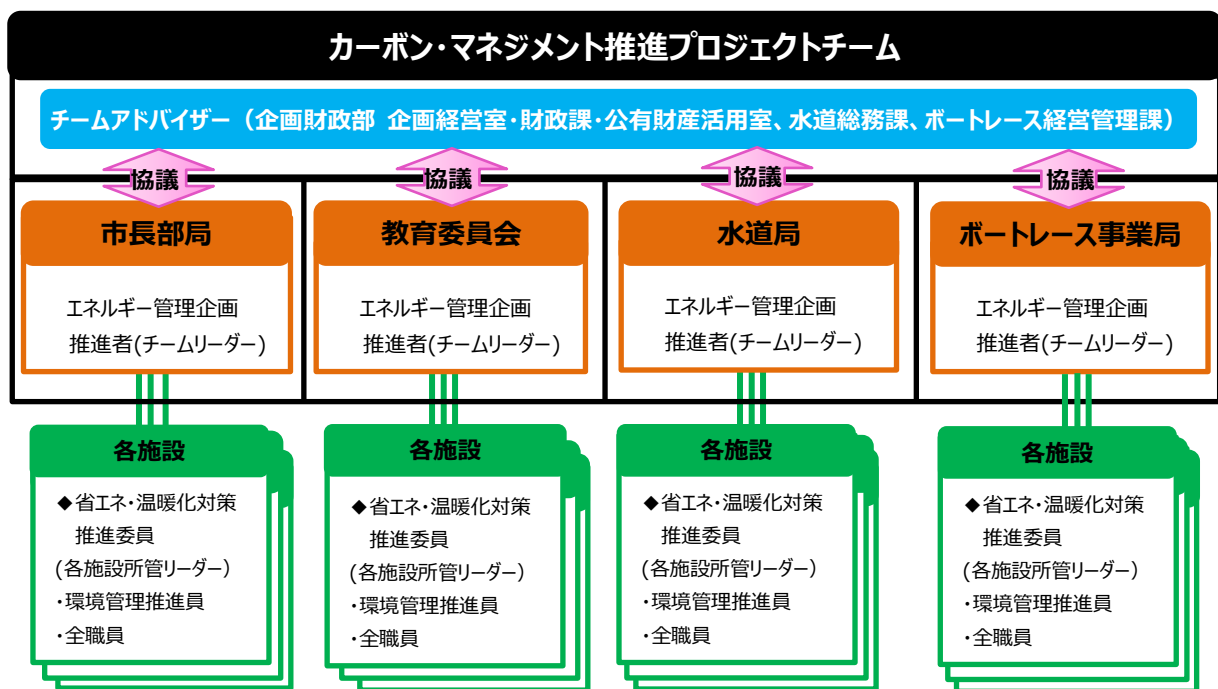 カーボン・マネジメント推進プロジェクトチーム
チームアドバイザー（企画財政部 企画経営室・財政課・公有財産活用室、水道総務課、ボートレース経営管理課）
協議
協議
協議
協議
市長部局
エネルギー管理企画
推進者(チームリーダー)
教育委員会
エネルギー管理企画
推進者(チームリーダー)
水道局
エネルギー管理企画
推進者(チームリーダー)
ボートレース事業局
エネルギー管理企画
推進者(チームリーダー)
各施設
◆省エネ・温暖化対策
推進委員
(各施設所管リーダー）
・環境管理推進員
・全職員
各施設
◆省エネ・温暖化対策
推進委員
(各施設所管リーダー）
・環境管理推進員
・全職員
各施設
◆省エネ・温暖化対策
推進委員
(各施設所管リーダー）
・環境管理推進員
・全職員
各施設
◆省エネ・温暖化対策
推進委員
(各施設所管リーダー）
・環境管理推進員
・全職員